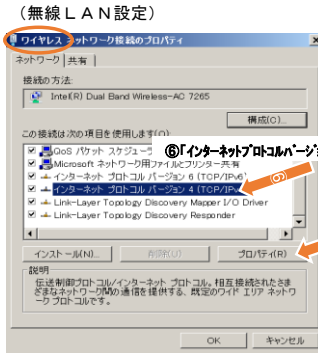 (無線LAN設定)
ワイヤレス ネットワーク接続のプロパティ
ネットワーク 共有
接続の方法:
Intel(R) Dual Band Wireless-AC 7265
構成(C)...
この接続は次の項目を使用します(O):
QoS パケット スケジューラ
⑥「インターネットプロトコルバージ
Microsoft ネットワーク用ファイルとプリンター共有
インターネット プロトコル バージョン 6 (TCP/IPv6)
インターネット プロトコル バージョン 4 (TCP/IPv
⑥
Link-Layer Topology Discovery Mapper I/O Driver
Link-Layer Topology Discovery Responder
インストール(N)...
削除(U)
プロパティ(R)
説明
伝送制御プロトコル/インターネット プロトコル。相互接続されたさま
ざまなネットワーク間の通信を提供する、既定のワイド エリア ネットワ
ーク プロトコルです。
OK
キャンセル